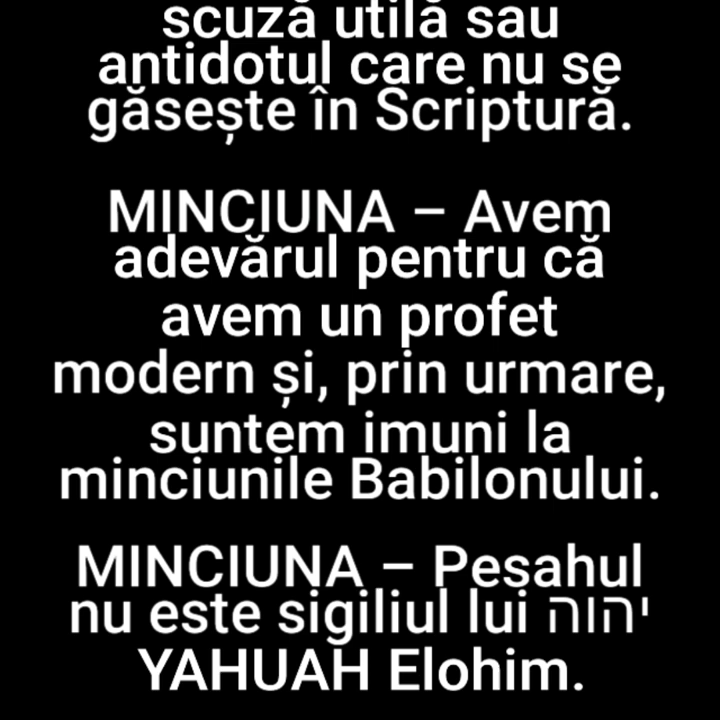 scuză utilă sau
antidotul care nu se
găsește în Scriptură.
MINCIUNA – Avem
adevărul pentru că
avem un profet
modern și, prin urmare,
suntem imuni la
minciunile Babilonului.
MINCIUNA – Pesahul
nu este sigiliul lui יהוה
YAHUAH Elohim.